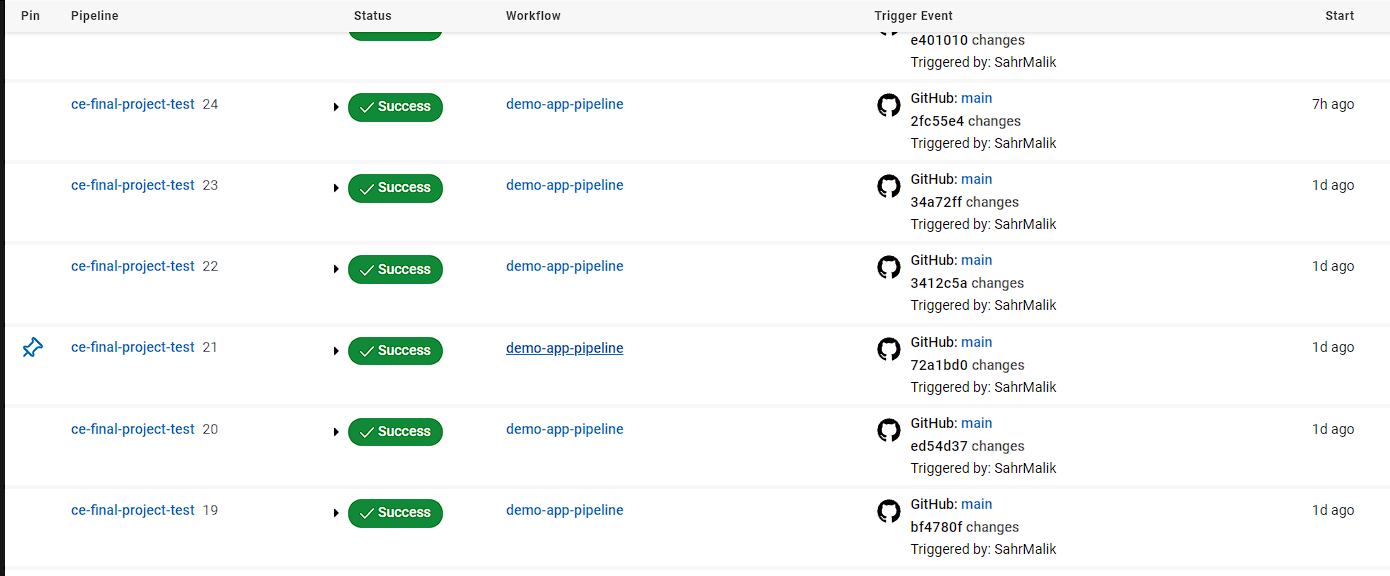 Pin Pipeline Status Workflow Trigger Event Start
e401010 changes
Triggered by: SahrMalik
ce-final-project-test 24 Success demo-app-pipeline GitHub: main 7h ago
2fc55e4 changes
Triggered by: SahrMalik
ce-final-project-test 23 Success demo-app-pipeline GitHub: main 1d ago
34a72ff changes
Triggered by: SahrMalik
ce-final-project-test 22 Success demo-app-pipeline GitHub: main 1d ago
3412c5a changes
Triggered by: SahrMalik
ce-final-project-test 21 Success demo-app-pipeline GitHub: main 1d ago
72a1bd0 changes
Triggered by: SahrMalik
ce-final-project-test 20 Success demo-app-pipeline GitHub: main 1d ago
ed54d37 changes
Triggered by: SahrMalik
ce-final-project-test 19 Success demo-app-pipeline GitHub: main 1d ago
bf4780f changes
Triggered by: SahrMalik